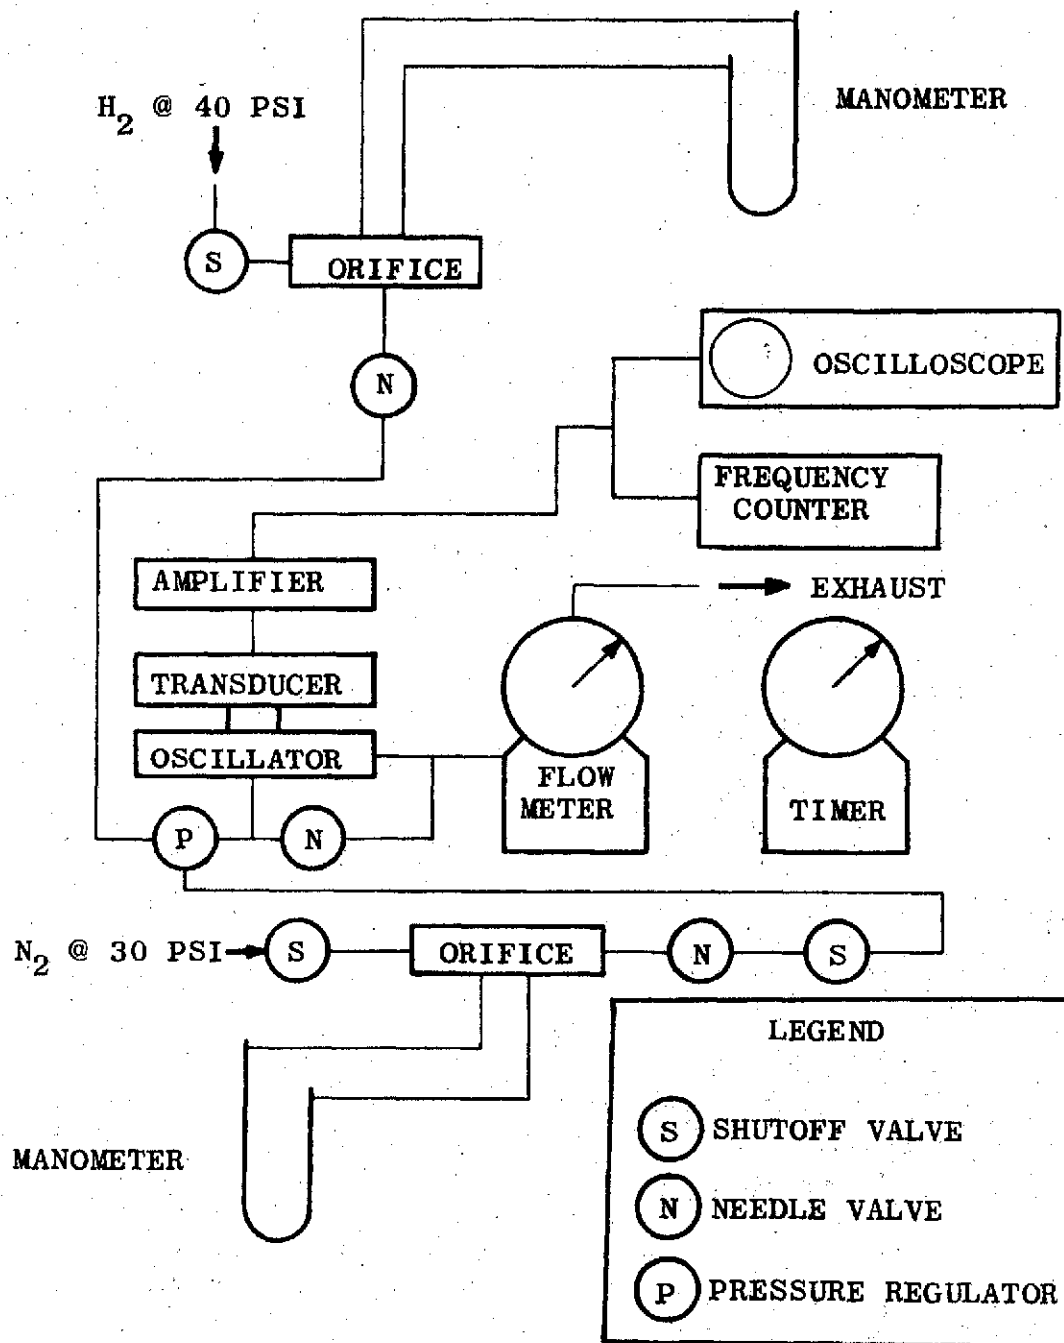 H2 @ 40 PSI
MANOMETER
S
ORIFICE
N
OSCILLOSCOPE
FREQUENCY
COUNTER
AMPLIFIER
EXHAUST
TRANSDUCER
OSCILLATOR
FLOW
METER
TIMER
P
N
N2 @ 30 PSI
S
ORIFICE
N
S
MANOMETER
LEGEND
S SHUTOFF VALVE
N NEEDLE VALVE
P PRESSURE REGULATOR